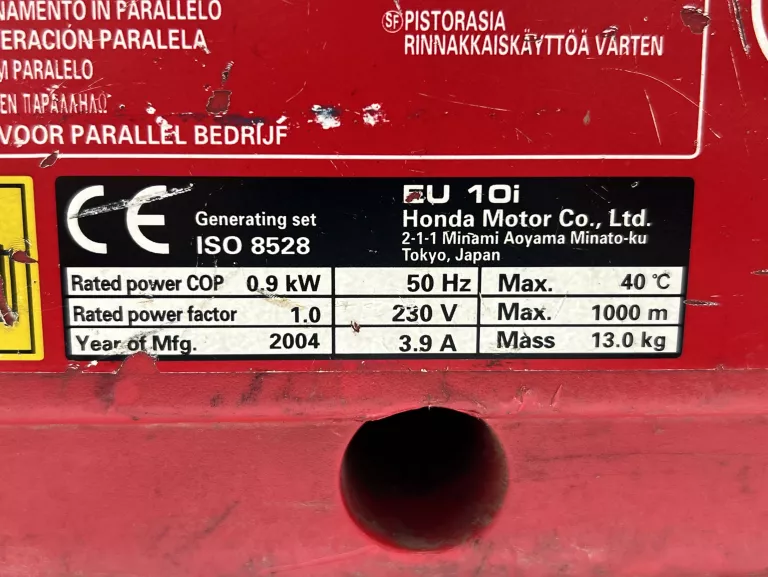 NAMENTO IN PARALLELO
ERACIÓN PARALELA
M PARALELO
EN ΠΑΡΑΛΛΗΛΩ
VOOR PARALLEL BEDRIJF
SF PISTORASIA
RINNAKKAISKÄYTTÖÄ VARTEN
CE Generating set
ISO 8528
EU 10i
Honda Motor Co., Ltd.
2-1-1 Minami Aoyama Minato-ku
Tokyo, Japan
Rated power COP 0.9 kW 50 Hz Max. 40 °C
Rated power factor 1.0 230 V Max. 1000 m
Year of Mfg. 2004 3.9 A Mass 13.0 kg